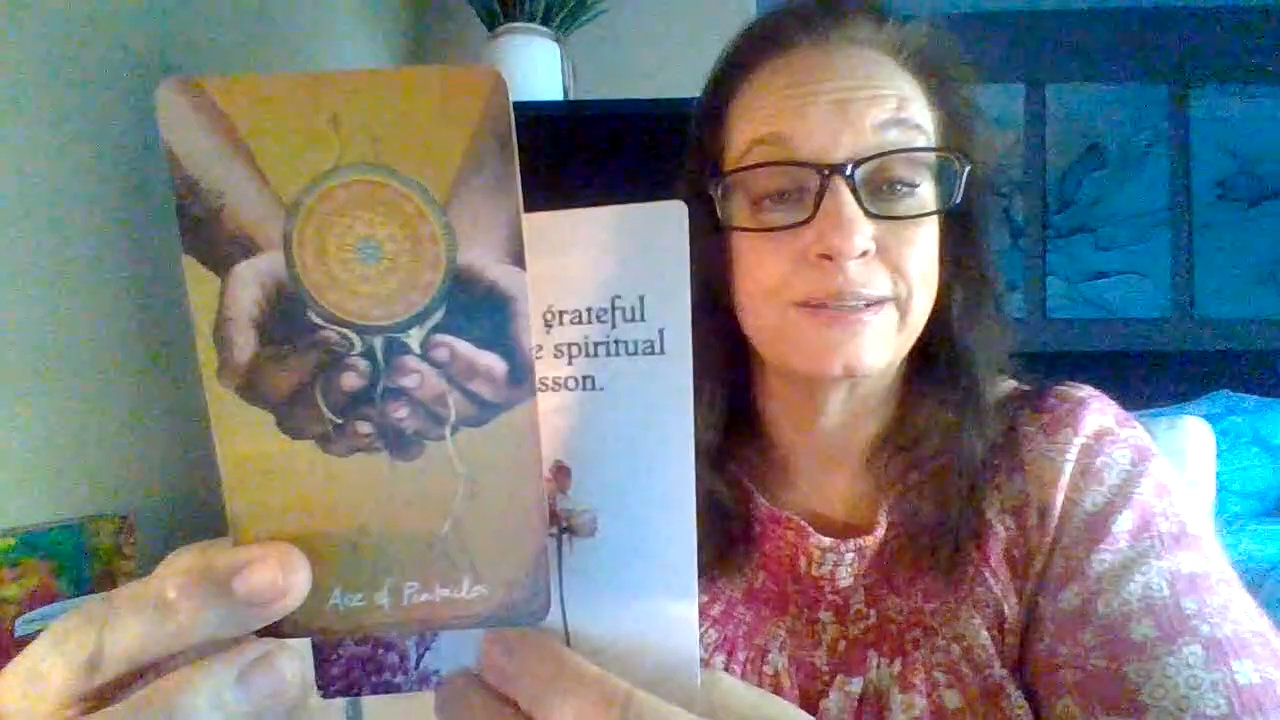 grateful
spiritual
sson.
Ace of Pentacles